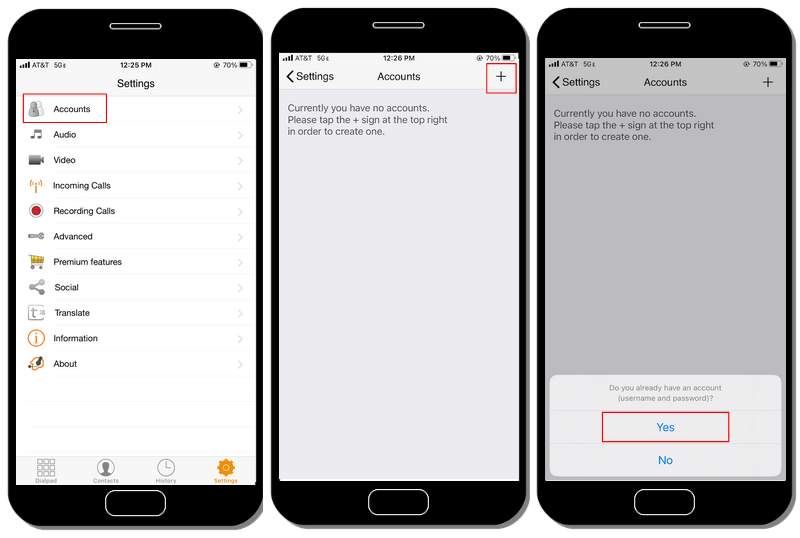 AT&T 5GE 12:25 PM 70%
Settings
Accounts
Audio
Video
Incoming Calls
Recording Calls
Advanced
Premium features
Social
Translate
Information
About
Dialpad Contacts History Settings
AT&T 5GE 12:26 PM 70%
Settings Accounts +
Currently you have no accounts.
Please tap the + sign at the top right
in order to create one.
AT&T 5GE 12:26 PM 70%
Settings Accounts +
Currently you have no accounts.
Please tap the + sign at the top right
in order to create one.
Do you already have an account
(username and password)?
Yes
No